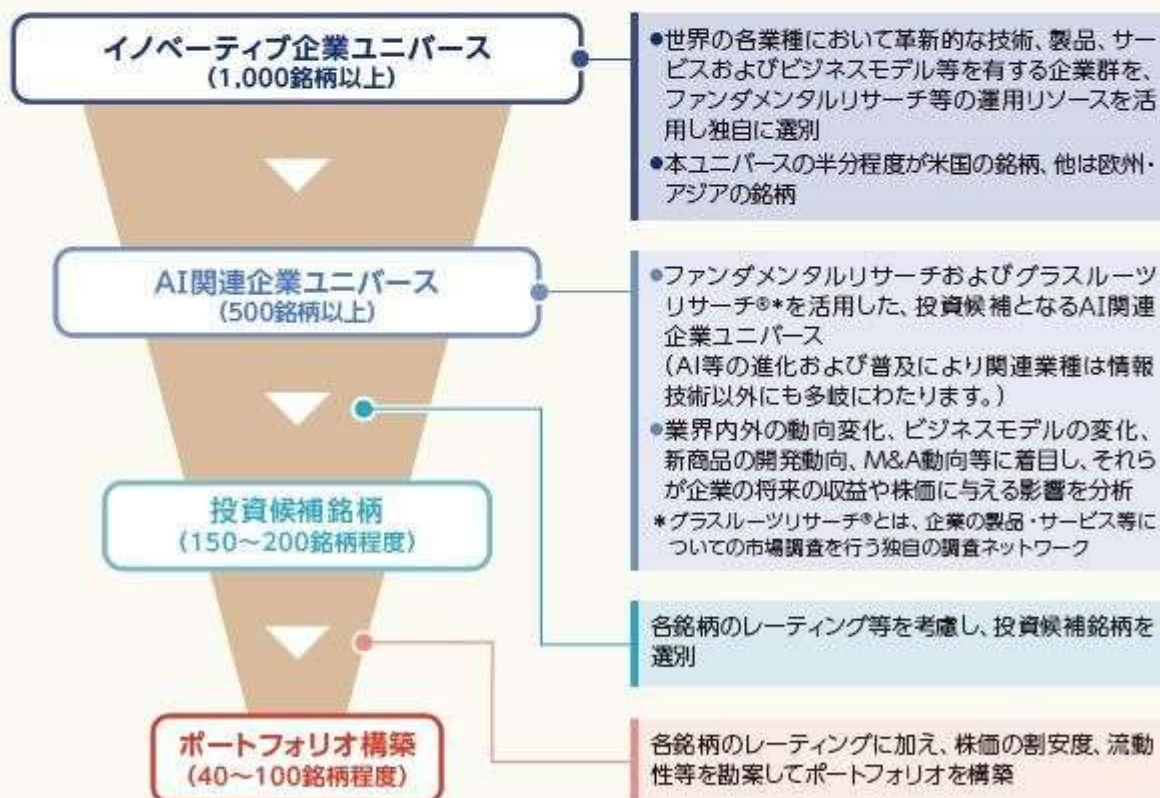 イノベーティブ企業ユニバース
(1,000銘柄以上)
●世界の各業種において革新的な技術、製品、サー
ビスおよびビジネスモデル等を有する企業群を、
ファンダメンタルリサーチ等の運用リソースを活
用し独自に選別
●本ユニバースの半分程度が米国の銘柄、他は欧州・
アジアの銘柄
AI関連企業ユニバース
(500銘柄以上)
●ファンダメンタルリサーチおよびグラスルーツ
リサーチ®*を活用した、投資候補となるAI関連
企業ユニバース
(AI等の進化および普及により関連業種は情報
技術以外にも多岐にわたります。)
●業界内外の動向変化、ビジネスモデルの変化、
新商品の開発動向、M&A動向等に着目し、それら
が企業の将来の収益や株価に与える影響を分析
*グラスルーツリサーチ®とは、企業の製品・サービス等に
ついての市場調査を行う独自の調査ネットワーク
投資候補銘柄
(150～200銘柄程度)
各銘柄のレーティング等を考慮し、投資候補銘柄を
選別
ポートフォリオ構築
(40～100銘柄程度)
各銘柄のレーティングに加え、株価の割安度、流動
性等を勘案してポートフォリオを構築